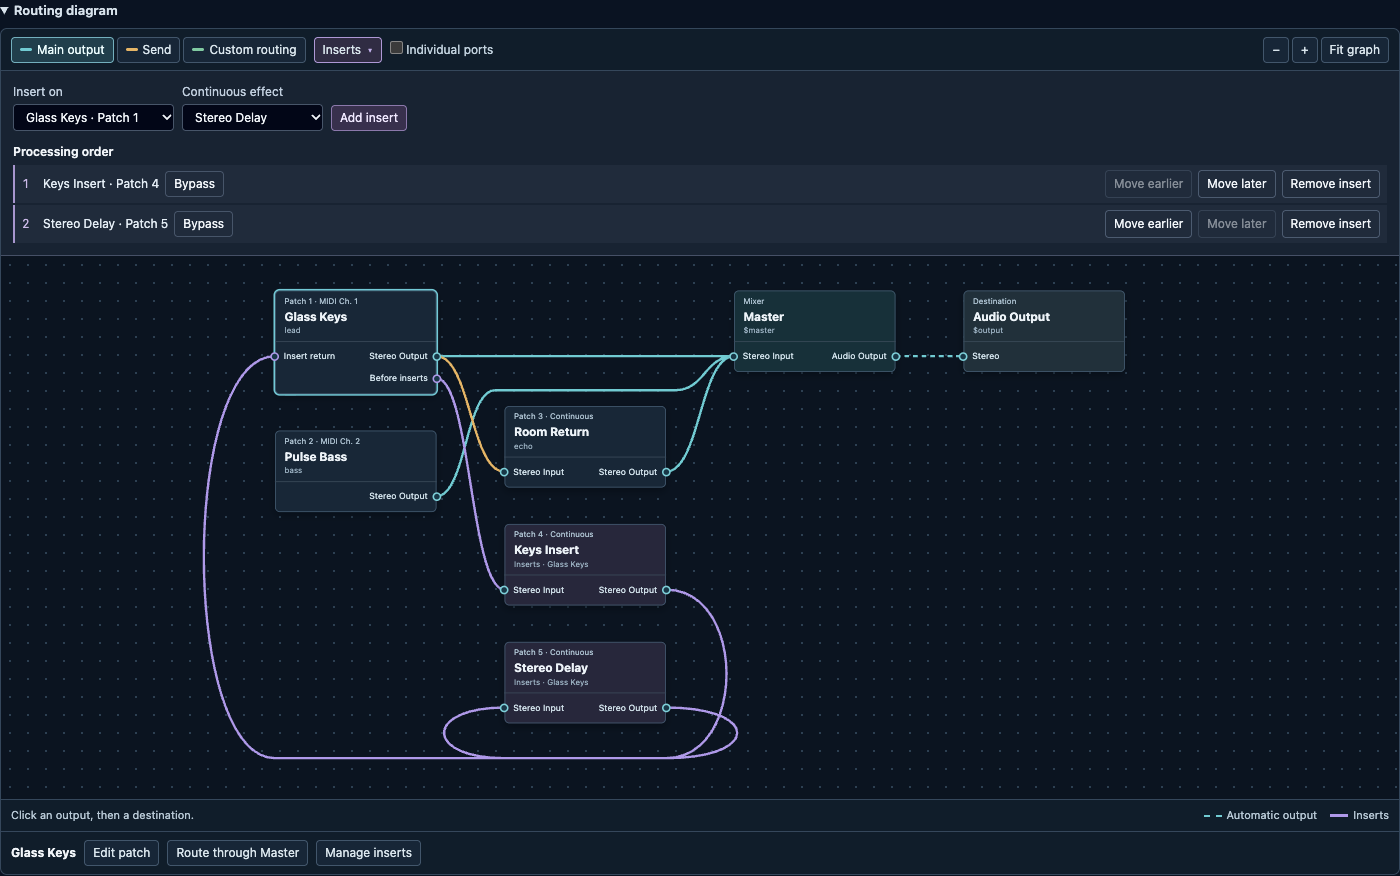 Routing diagram
Main output Send Custom routing Inserts Individual ports − + Fit graph
Insert on Continuous effect
Glass Keys · Patch 1 Stereo Delay Add insert
Processing order
1 Keys Insert · Patch 4 Bypass Move earlier Move later Remove insert
2 Stereo Delay · Patch 5 Bypass Move earlier Move later Remove insert
Patch 1 · MIDI Ch. 1
Glass Keys
lead
Insert return Stereo Output
Before inserts
Mixer
Master
$master
Stereo Input Audio Output
Destination
Audio Output
$output
Stereo
Patch 2 · MIDI Ch. 2
Pulse Bass
bass
Stereo Output
Patch 3 · Continuous
Room Return
echo
Stereo Input Stereo Output
Patch 4 · Continuous
Keys Insert
Inserts · Glass Keys
Stereo Input Stereo Output
Patch 5 · Continuous
Stereo Delay
Inserts · Glass Keys
Stereo Input Stereo Output
Click an output, then a destination. Automatic output Inserts
Glass Keys Edit patch Route through Master Manage inserts